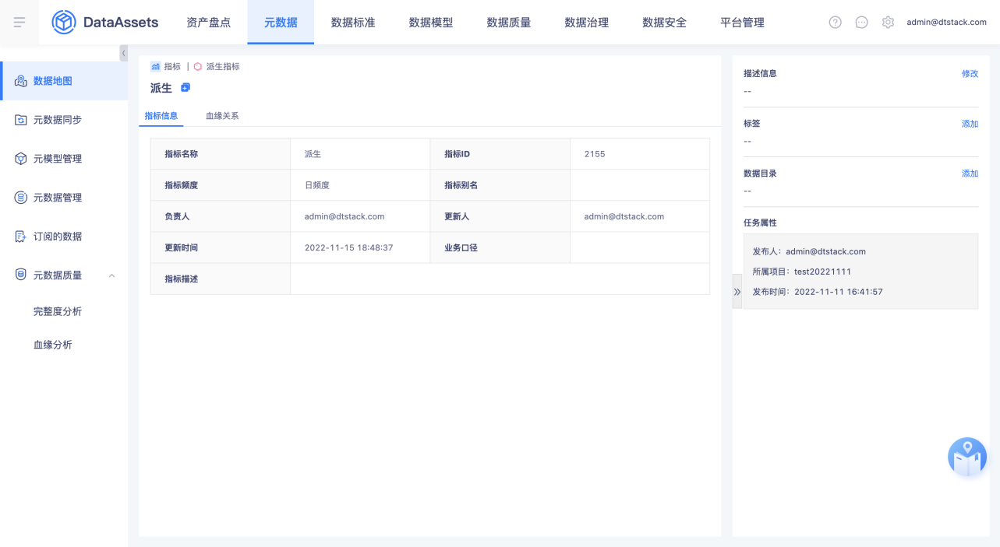 DataAssets 资产盘点 元数据 数据标准 数据模型 数据质量 数据治理 数据安全 平台管理 admin@dtstack.com
数据地图
元数据同步
元模型管理
元数据管理
订阅的数据
元数据质量
完整度分析
血缘分析
指标 | 派生指标
派生
指标信息 血缘关系
指标名称 派生 指标ID 2155
指标频度 日频度 指标别名
负责人 admin@dtstack.com 更新人 admin@dtstack.com
更新时间 2022-11-15 18:48:37 业务口径
指标描述
描述信息 修改
--
标签 添加
--
数据目录 添加
--
任务属性
发布人：admin@dtstack.com
所属项目：test20221111
发布时间：2022-11-11 16:41:57